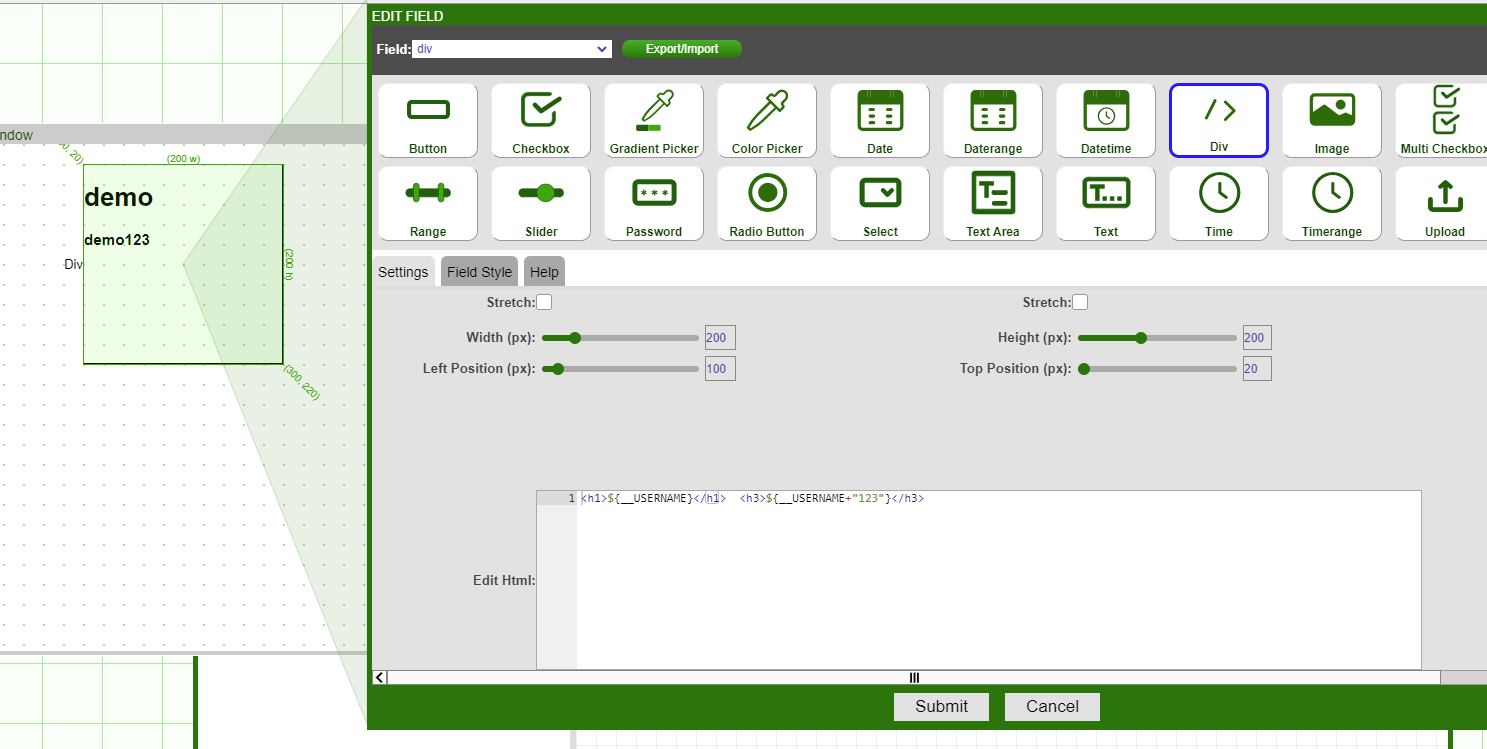 EDIT FIELD
Field: div Export/Import
Button Checkbox Gradient Picker Color Picker Date Daterange Datetime Div Image Multi Checkbox
Range Slider Password Radio Button Select Text Area Text Time Timerange Upload
Settings Field Style Help
Stretch: Stretch:
Width (px): 200 Height (px): 200
Left Position (px): 100 Top Position (px): 20
Edit Html:
1 <h1>${__USERNAME}</h1>  <h3>${__USERNAME+"123"}</h3>
Submit Cancel
ndow
, 20)
(200 w)
demo
demo123
Div
(200 h)
(300, 220)